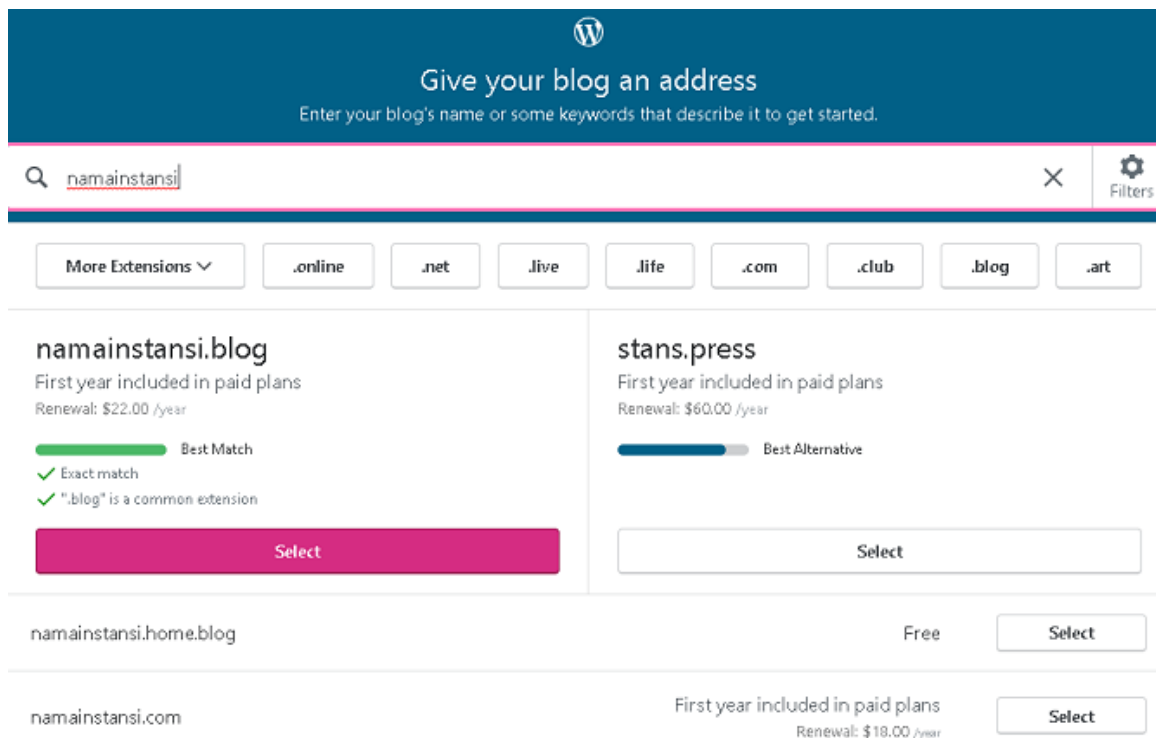 Give your blog an address
Enter your blog's name or some keywords that describe it to get started.
namainstansi
Filters
More Extensions .online .net .live .life .com .club .blog .art
namainstansi.blog
First year included in paid plans
Renewal: $22.00 /year
Best Match
Exact match
".blog" is a common extension
Select
stans.press
First year included in paid plans
Renewal: $60.00 /year
Best Alternative
Select
namainstansi.home.blog Free Select
namainstansi.com First year included in paid plans Select
Renewal: $18.00 /year